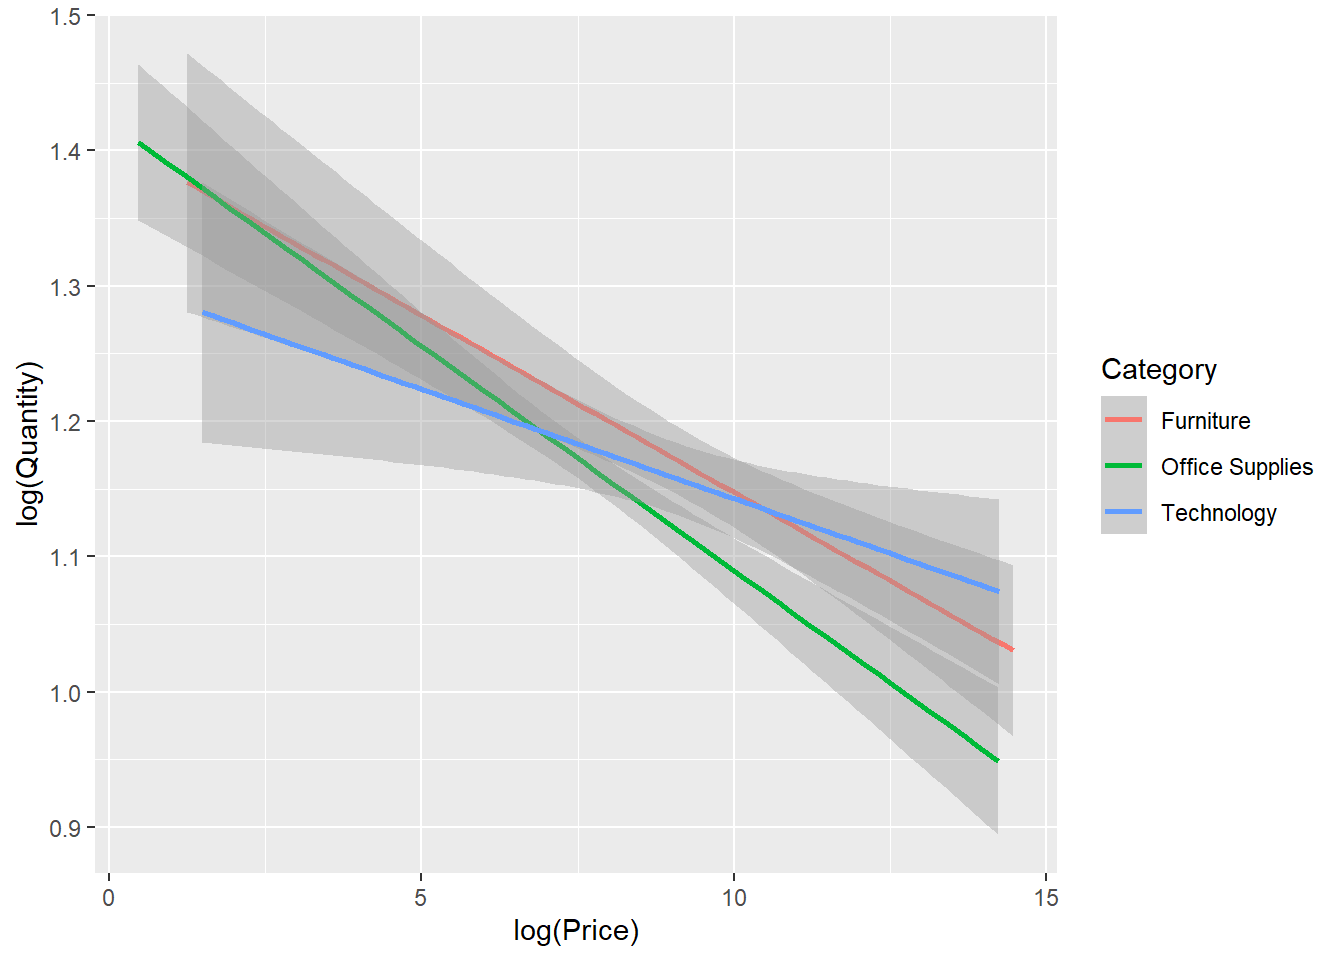 1.5
1.4
1.3
1.2
1.1
1.0
0.9
log(Quantity)
0 5 10 15
log(Price)
Category
Furniture
Office Supplies
Technology